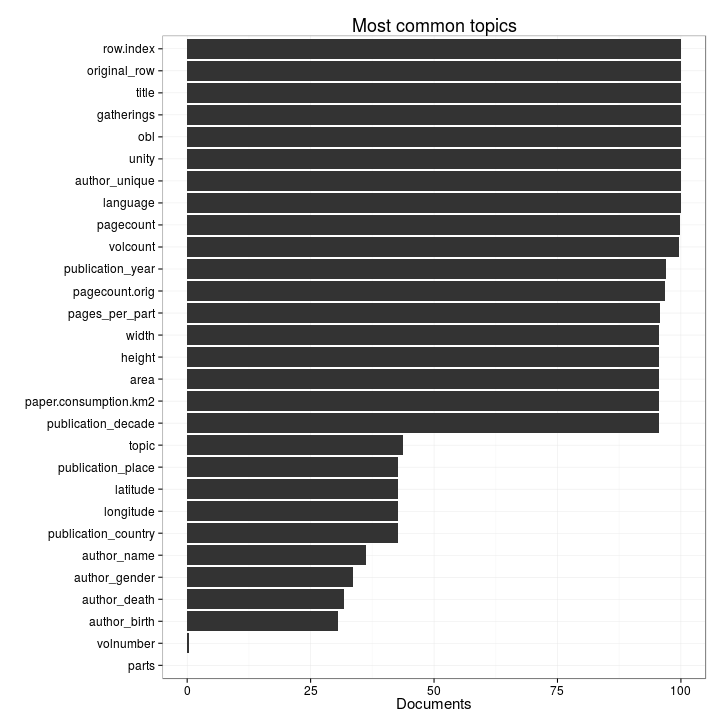 Most common topics
row.index
original_row
title
gatherings
obl
unity
author_unique
language
pagecount
volcount
publication_year
pagecount.orig
pages_per_part
width
height
area
paper.consumption.km2
publication_decade
topic
publication_place
latitude
longitude
publication_country
author_name
author_gender
author_death
author_birth
volnumber
parts
0 25 50 75 100
Documents